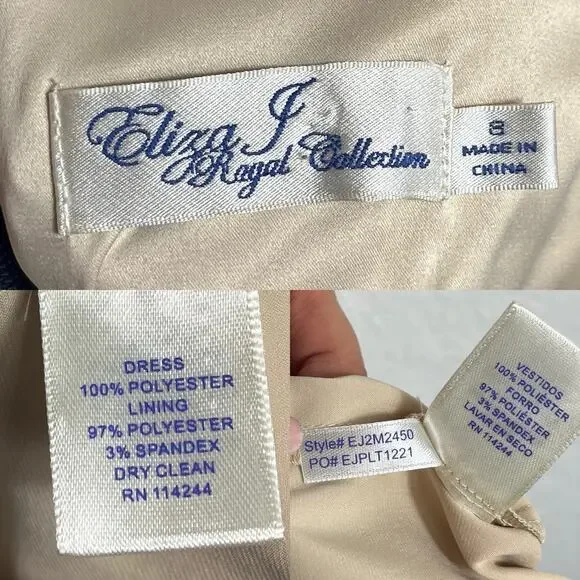 Eliza J
Royal Collection
8
MADE IN
CHINA
DRESS
100% POLYESTER
LINING
97% POLYESTER
3% SPANDEX
DRY CLEAN
RN 114244
Style# EJ2M2450
PO# EJPLT1221
VESTIDOS
100% POLIÉSTER
FORRO
97% POLIÉSTER
3% SPANDEX
LAVAR EN SECO
RN 114244